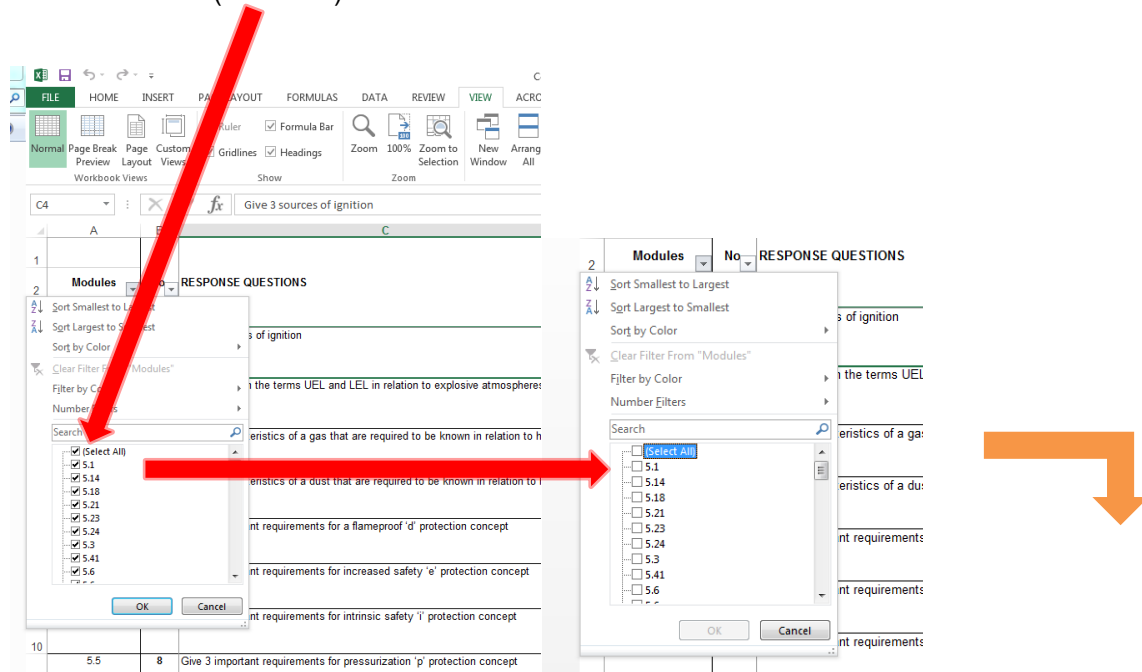 FILE HOME INSERT PAGE LAYOUT FORMULAS DATA REVIEW VIEW ACRO
Ruler Formula Bar
Gridlines Headings
Normal Page Break Preview Page Layout Custom Views
Zoom 100% Zoom to Selection New Window Arrang All
Workbook Views Show Zoom
C4 fx Give 3 sources of ignition
A C
1
2 Modules RESPONSE QUESTIONS
Sort Smallest to Largest
Sort Largest to Smallest
Sort by Color
Clear Filter From "Modules"
Filter by Color
Number Filters
Search
(Select All)
5.1
5.14
5.18
5.21
5.23
5.24
5.3
5.41
5.6
OK Cancel
s of ignition
the terms UEL and LEL in relation to explosive atmospheres
eristics of a gas that are required to be known in relation to h
eristics of a dust that are required to be known in relation to
nt requirements for a flameproof 'd' protection concept
nt requirements for increased safety 'e' protection concept
nt requirements for intrinsic safety 'i' protection concept
10
5.5 8 Give 3 important requirements for pressurization 'p' protection concept
2 Modules No RESPONSE QUESTIONS
Sort Smallest to Largest
Sort Largest to Smallest
Sort by Color
Clear Filter From "Modules"
Filter by Color
Number Filters
Search
(Select All)
5.1
5.14
5.18
5.21
5.23
5.24
5.3
5.41
5.6
OK Cancel
s of ignition
the terms UEL
eristics of a gas
eristics of a dus
nt requirements
nt requirements
nt requirements